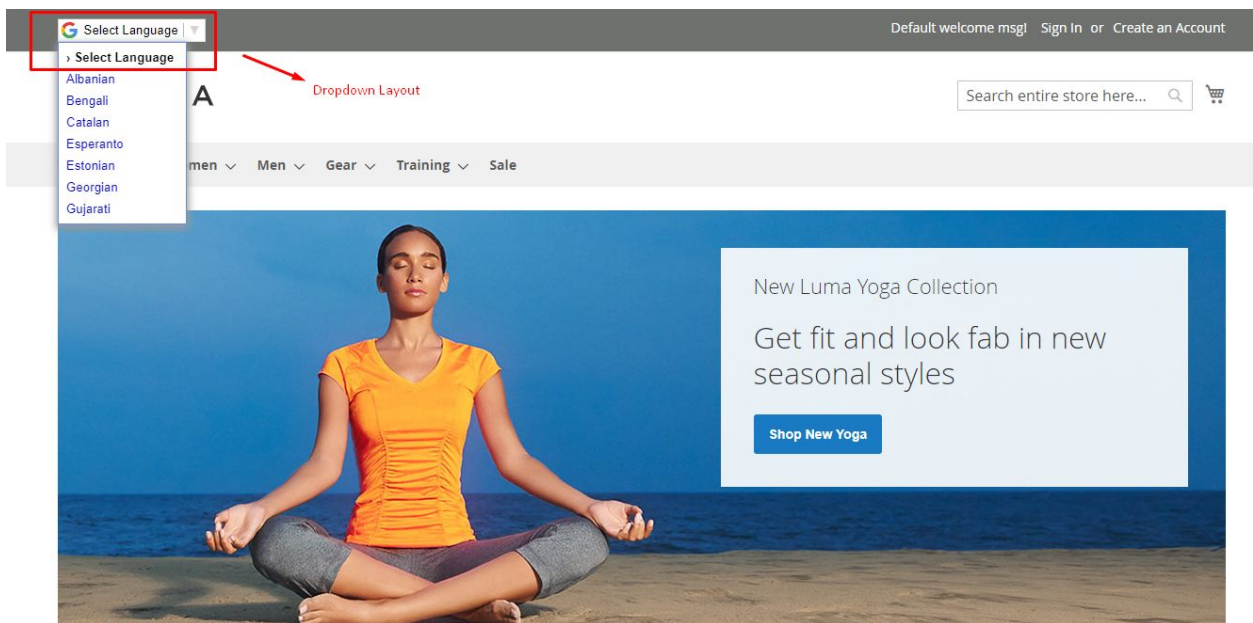 Select Language
Default welcome msg! Sign In or Create an Account
› Select Language
Albanian
Bengali
Catalan
Esperanto
Estonian
Georgian
Gujarati
Dropdown Layout
A
Search entire store here...
men Men Gear Training Sale
New Luma Yoga Collection
Get fit and look fab in new
seasonal styles
Shop New Yoga